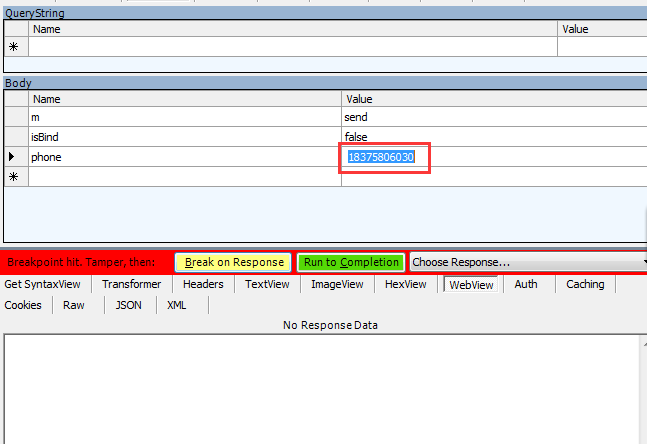 QueryString
Name Value
Body
Name Value
m send
isBind false
phone 18375806030
Breakpoint hit. Tamper, then: Break on Response Run to Completion Choose Response...
Get SyntaxView Transformer Headers TextView ImageView HexView WebView Auth Caching
Cookies Raw JSON XML
No Response Data